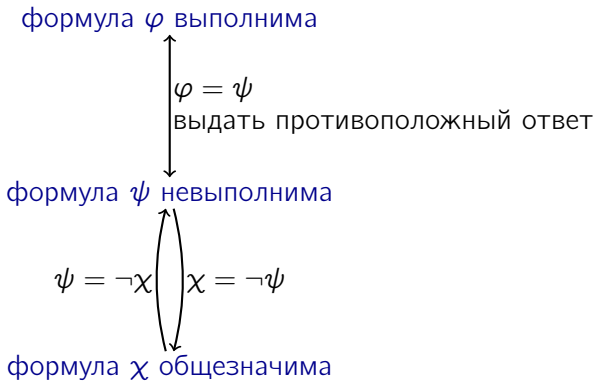 формула φ выполнима
φ = ψ
выдать противоположный ответ
формула ψ невыполнима
ψ = ¬χ χ = ¬ψ
формула χ общезначима